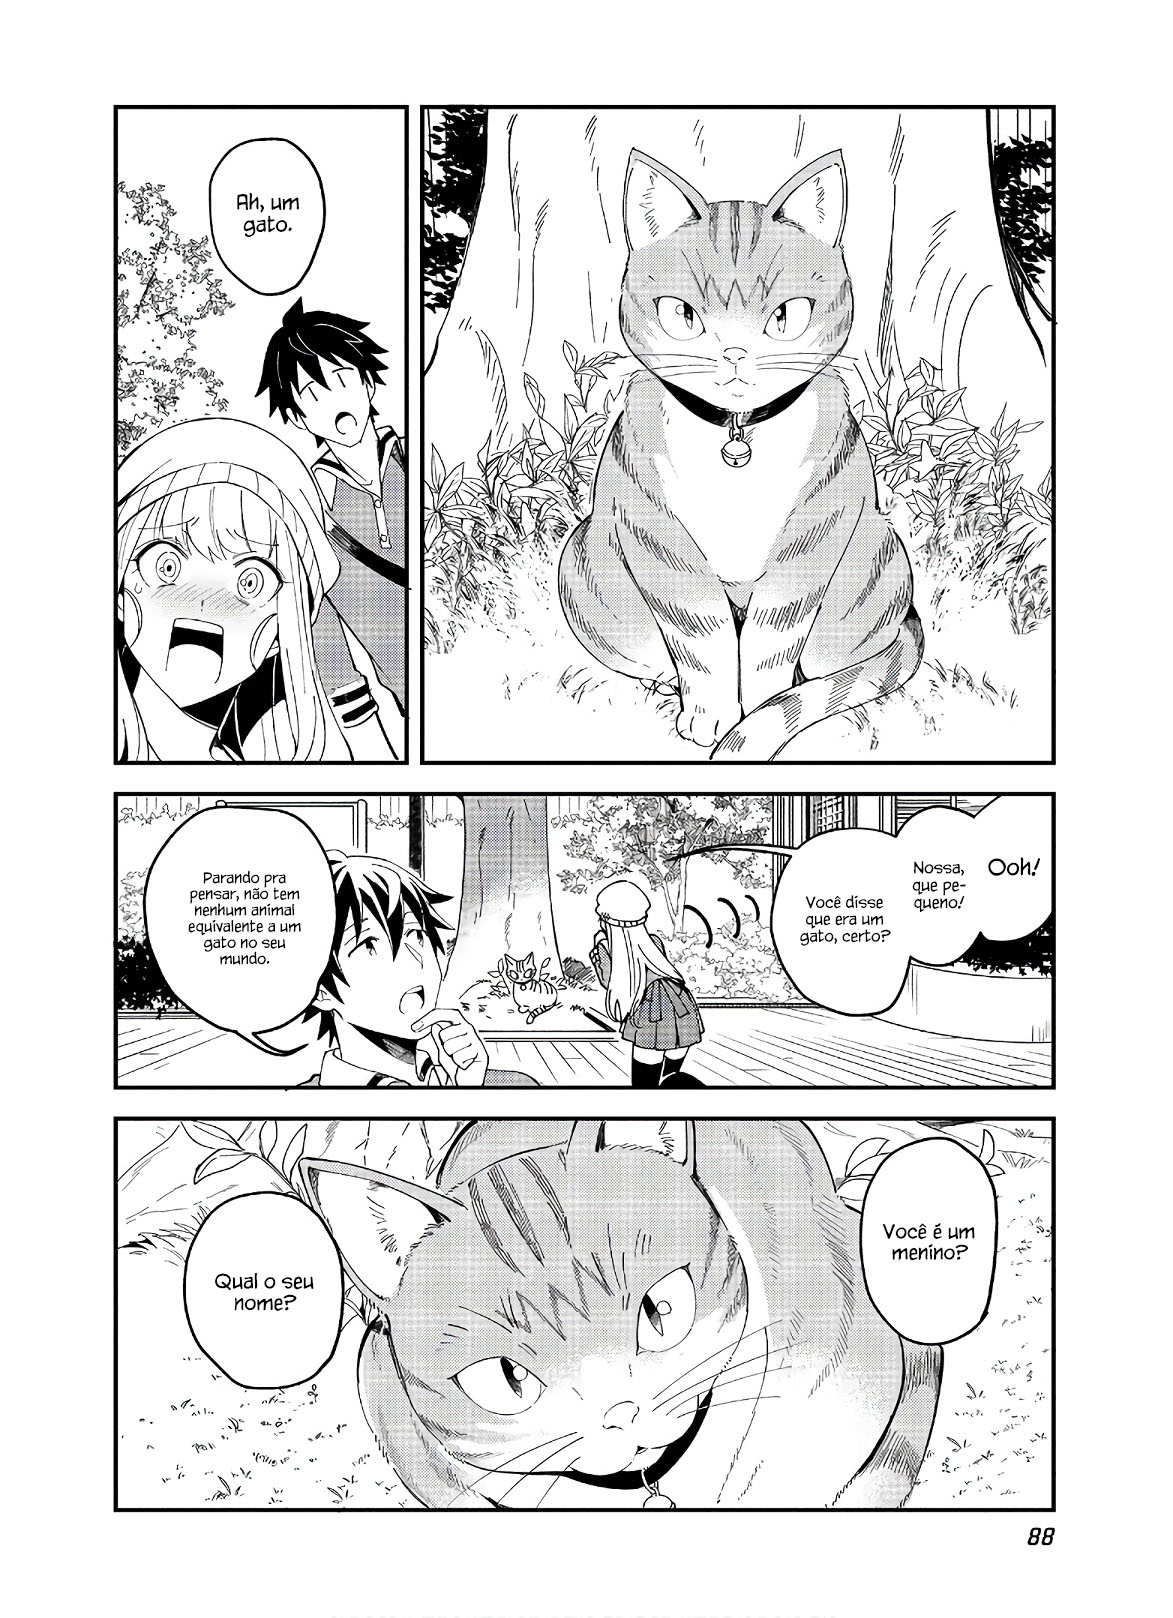 Ah, um
gato.
Ooh!
Nossa,
que pe-
queno!
Você disse
que era um
gato, certo?
Parando pra
pensar, não tem
nenhum animal
equivalente a um
gato no seu
mundo.
Você é um
menino?
Qual o seu
nome?
88